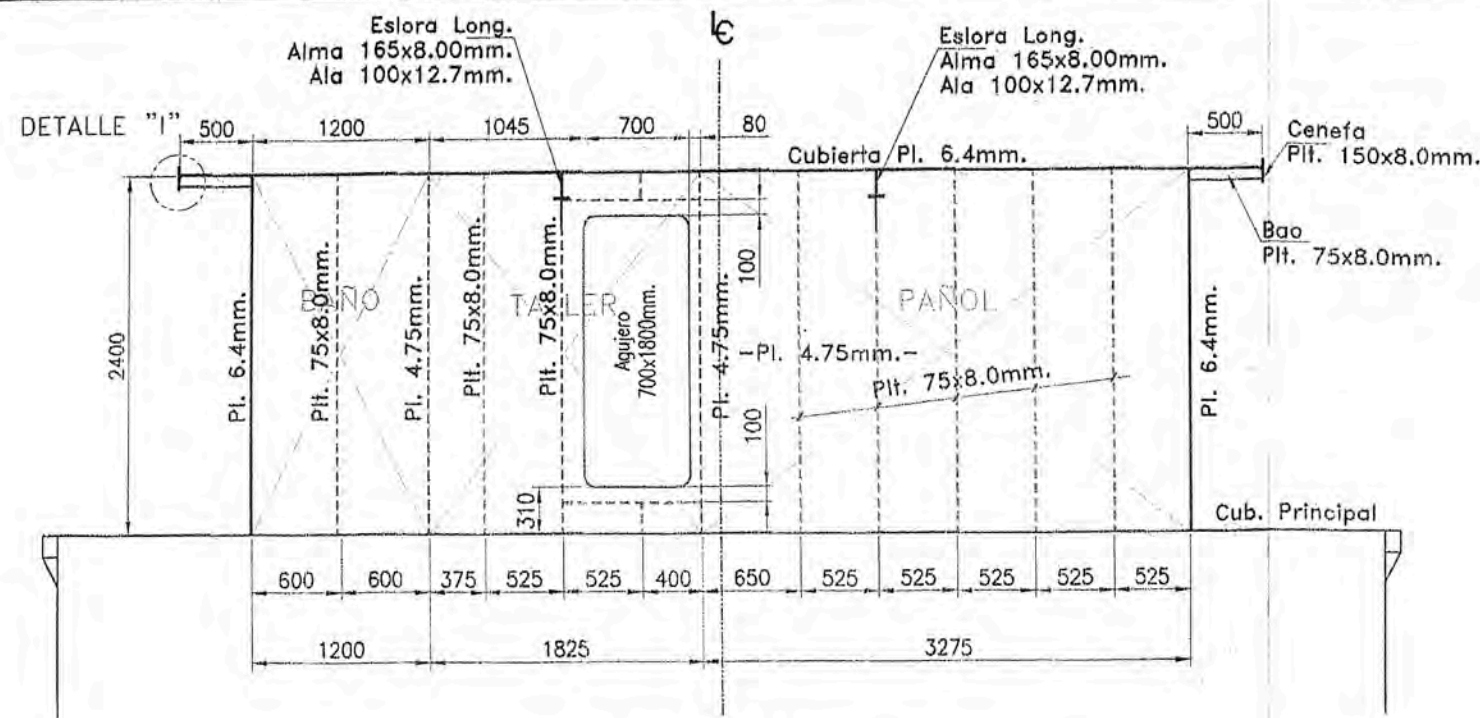 Eslora Long.
Alma 165x8.00mm.
Ala 100x12.7mm.
℄
Eslora Long.
Alma 165x8.00mm.
Ala 100x12.7mm.
DETALLE "I"
500
1200
1045
700
80
500
Cubierta Pl. 6.4mm.
Cenefa
Plt. 150x8.0mm.
Bao
Plt. 75x8.0mm.
2400
Pl. 6.4mm.
BAÑO
Plt. 75x8.0mm.
Pl. 4.75mm.
Plt. 75x8.0mm.
TALLER
Plt. 75x8.0mm.
Agujero
700x1800mm.
Pl. 4.75mm.
100
100
-Pl. 4.75mm.-
PAÑOL
Plt. 75x8.0mm.
Pl. 6.4mm.
310
Cub. Principal
600
600
375
525
525
400
650
525
525
525
525
525
1200
1825
3275